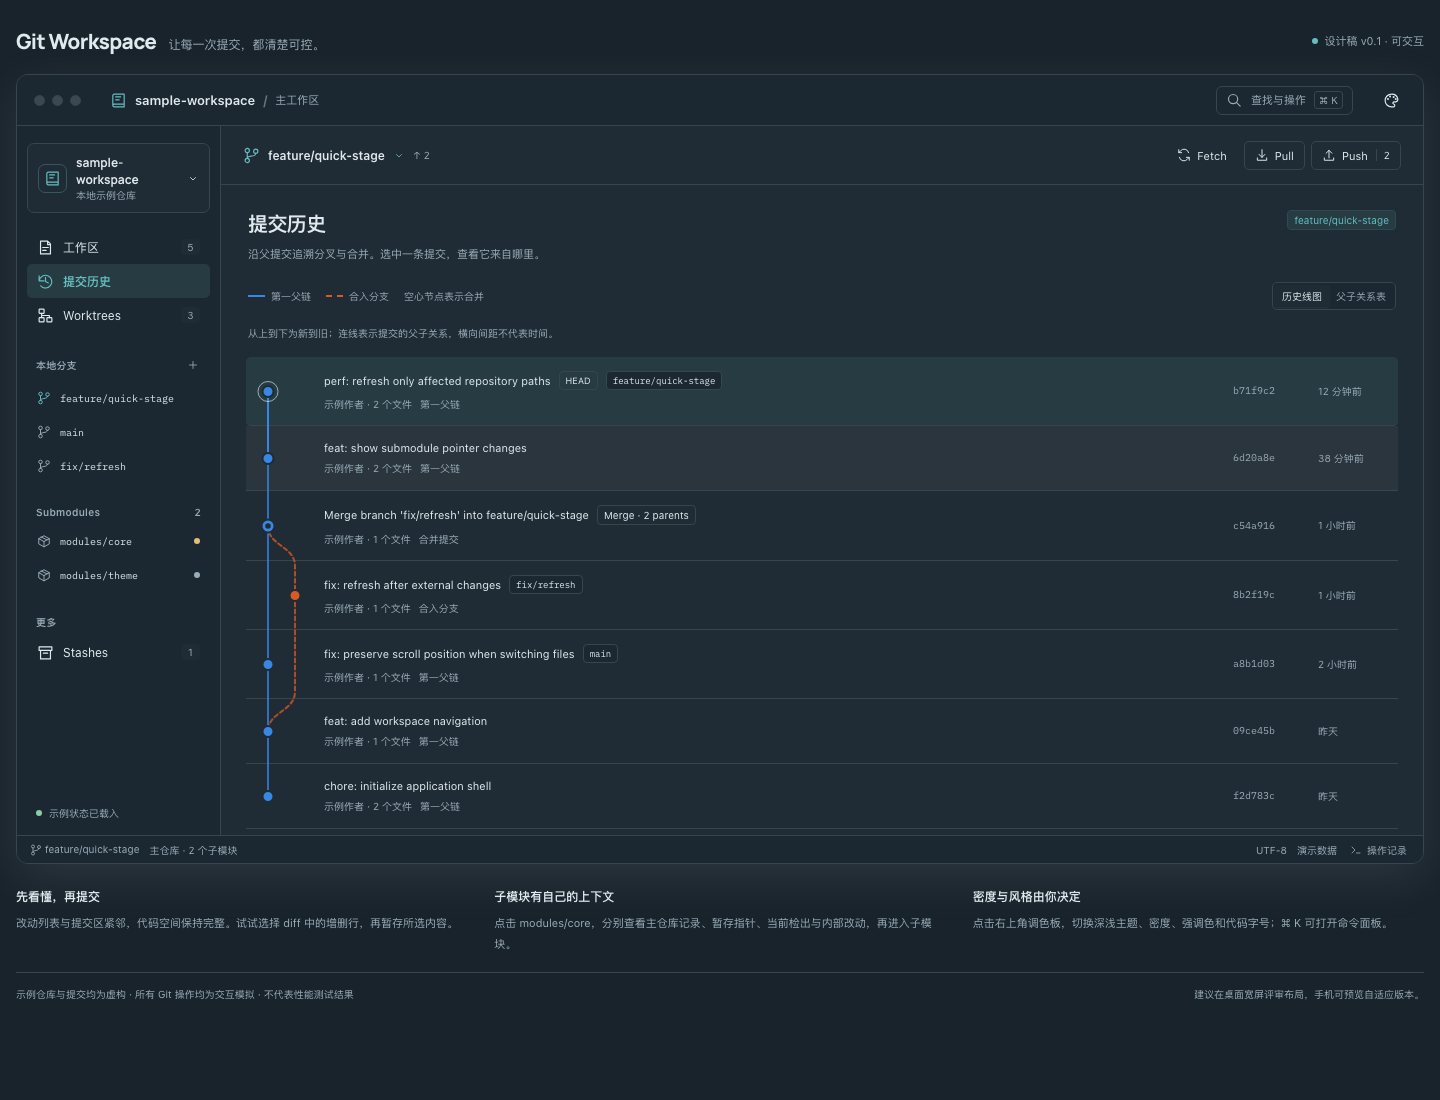 Git Workspace 让每一次提交，都清楚可控。
设计稿 v0.1 · 可交互
sample-workspace / 主工作区
查找与操作 ⌘ K
sample-
workspace
本地示例仓库
工作区 5
提交历史
Worktrees 3
本地分支 +
feature/quick-stage
main
fix/refresh
Submodules 2
modules/core
modules/theme
更多
Stashes 1
示例状态已载入
feature/quick-stage ↑ 2
Fetch Pull Push 2
提交历史
feature/quick-stage
沿父提交追溯分叉与合并。选中一条提交，查看它来自哪里。
第一父链 合入分支 空心节点表示合并
历史线图 父子关系表
从上到下为新到旧；连线表示提交的父子关系，横向间距不代表时间。
perf: refresh only affected repository paths HEAD feature/quick-stage
示例作者 · 2 个文件 第一父链
b71f9c2 12 分钟前
feat: show submodule pointer changes
示例作者 · 2 个文件 第一父链
6d20a8e 38 分钟前
Merge branch 'fix/refresh' into feature/quick-stage Merge · 2 parents
示例作者 · 1 个文件 合并提交
c54a916 1 小时前
fix: refresh after external changes fix/refresh
示例作者 · 1 个文件 合入分支
8b2f19c 1 小时前
fix: preserve scroll position when switching files main
示例作者 · 1 个文件 第一父链
a8b1d03 2 小时前
feat: add workspace navigation
示例作者 · 1 个文件 第一父链
09ce45b 昨天
chore: initialize application shell
示例作者 · 2 个文件 第一父链
f2d783c 昨天
feature/quick-stage 主仓库 · 2 个子模块
UTF-8 演示数据 操作记录
先看懂，再提交
改动列表与提交区紧邻，代码空间保持完整。试试选择 diff 中的增删行，再暂存所选内容。
子模块有自己的上下文
点击 modules/core，分别查看主仓库记录、暂存指针、当前检出与内部改动，再进入子模
块。
密度与风格由你决定
点击右上角调色板，切换深浅主题、密度、强调色和代码字号；⌘ K 可打开命令面板。
示例仓库与提交均为虚构 · 所有 Git 操作均为交互模拟 · 不代表性能测试结果
建议在桌面宽屏评审布局，手机可预览自适应版本。